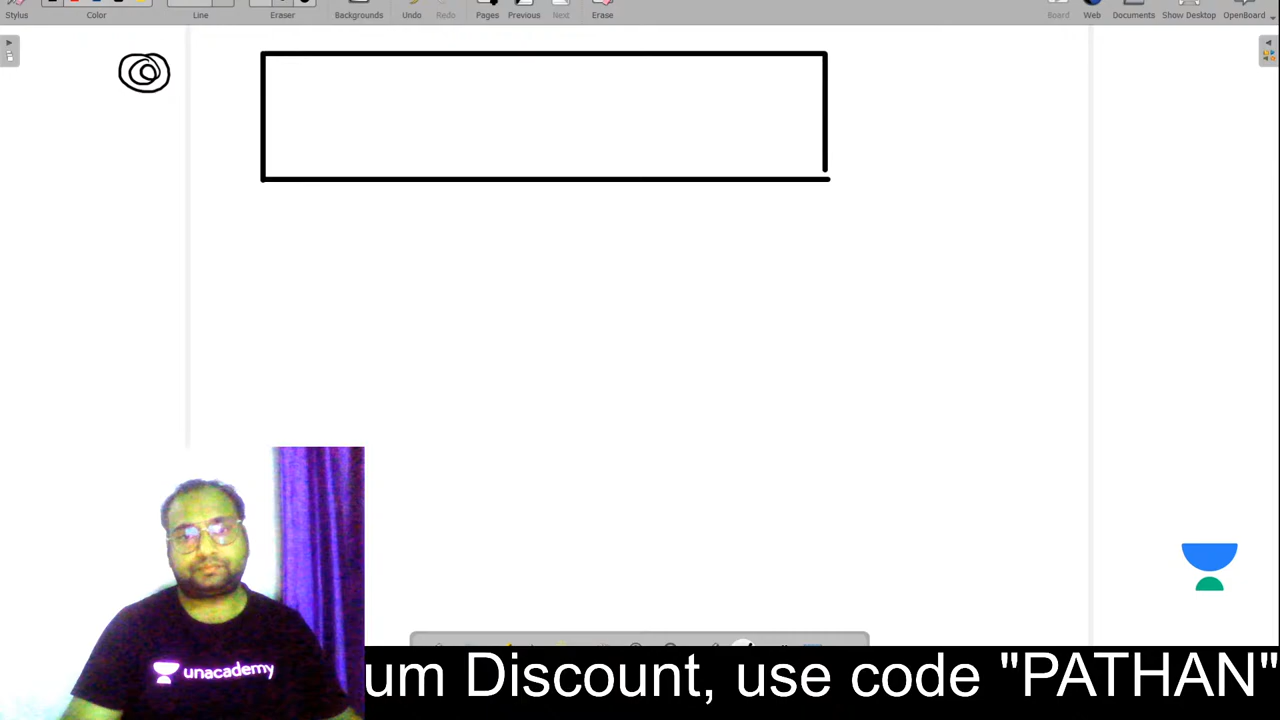 Stylus Color Line Eraser Backgrounds Undo Redo Pages Previous Next Erase Board Web Documents Show Desktop OpenBoard
unacademy
um Discount, use code "PATHAN"